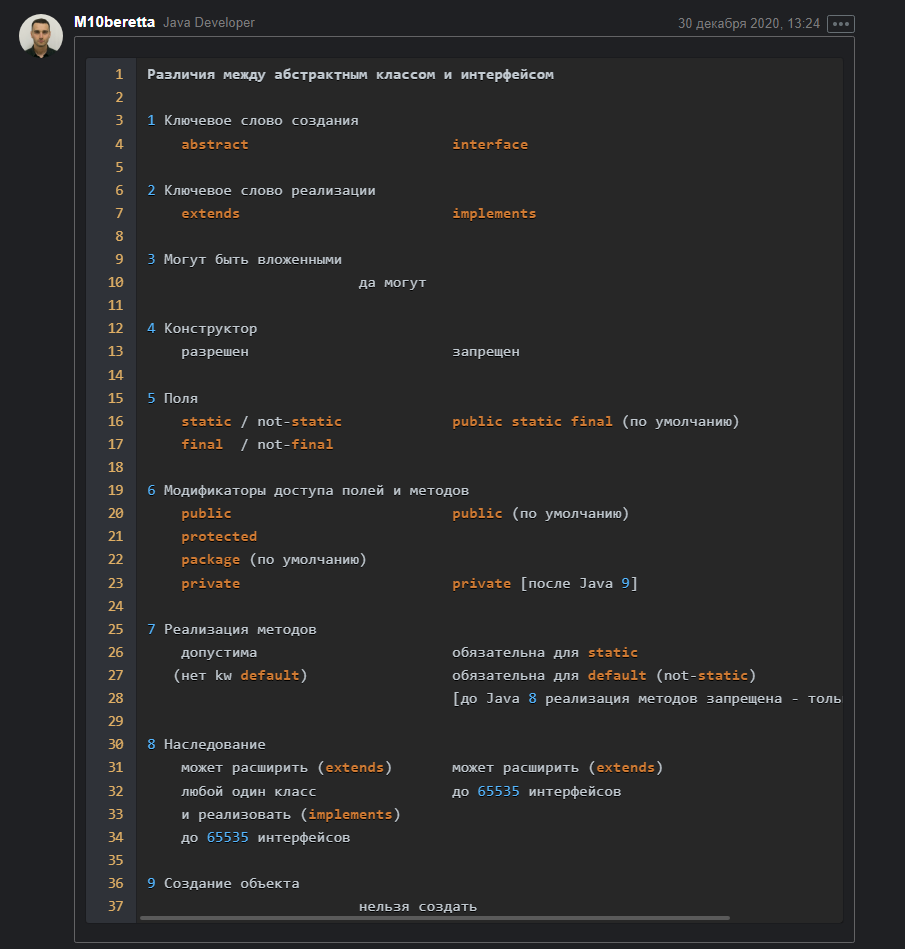 M10beretta Java Developer 30 декабря 2020, 13:24
1 Различия между абстрактным классом и интерфейсом
2
3 1 Ключевое слово создания
4 abstract interface
5
6 2 Ключевое слово реализации
7 extends implements
8
9 3 Могут быть вложенными
10 да могут
11
12 4 Конструктор
13 разрешен запрещен
14
15 5 Поля
16 static / not-static public static final (по умолчанию)
17 final / not-final
18
19 6 Модификаторы доступа полей и методов
20 public public (по умолчанию)
21 protected
22 package (по умолчанию)
23 private private [после Java 9]
24
25 7 Реализация методов
26 допустима обязательна для static
27 (нет kw default) обязательна для default (not-static)
28 [до Java 8 реализация методов запрещена -
29
30 8 Наследование
31 может расширить (extends) может расширить (extends)
32 любой один класс до 65535 интерфейсов
33 и реализовать (implements)
34 до 65535 интерфейсов
35
36 9 Создание объекта
37 нельзя создать